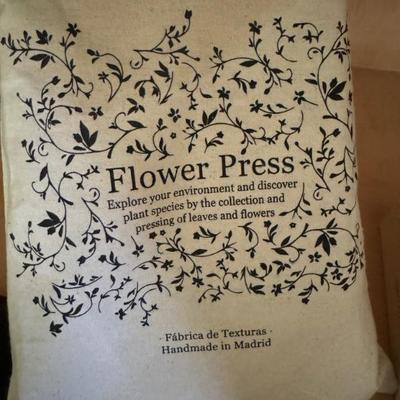 Flower Press
Explore your environment and discover
plant species by the collection and
pressing of leaves and flowers
· Fábrica de Texturas ·
Handmade in Madrid